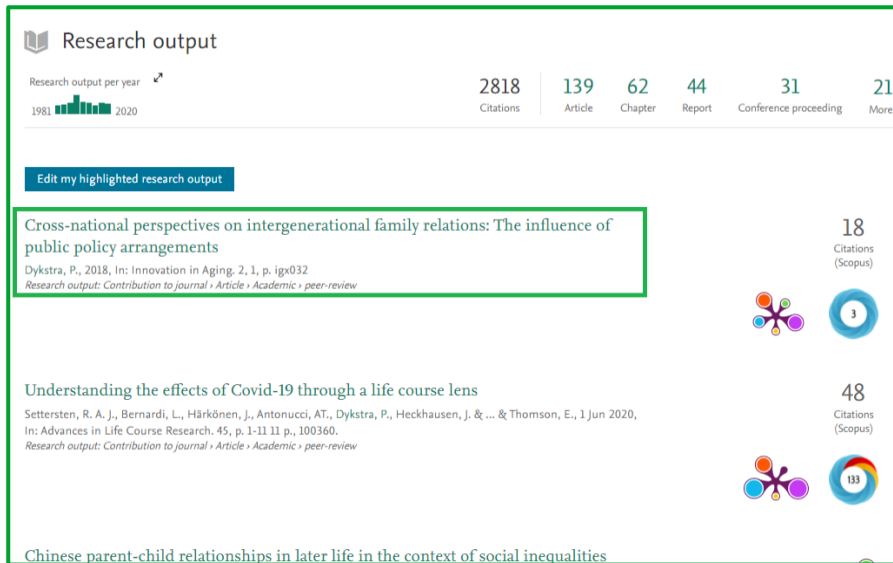 Research output
Research output per year
1981 2020
2818 139 62 44 31 21
Citations Article Chapter Report Conference proceeding More
Edit my highlighted research output
Cross-national perspectives on intergenerational family relations: The influence of
public policy arrangements
Dykstra, P., 2018, In: Innovation in Aging. 2, 1, p. igx032
Research output: Contribution to journal › Article › Academic › peer-review
18
Citations
(Scopus)
3
Understanding the effects of Covid-19 through a life course lens
Settersten, R. A. J., Bernardi, L., Härkönen, J., Antonucci, AT., Dykstra, P., Heckhausen, J. & ... & Thomson, E., 1 Jun 2020,
In: Advances in Life Course Research. 45, p. 1-11 11 p., 100360.
Research output: Contribution to journal › Article › Academic › peer-review
48
Citations
(Scopus)
133
Chinese parent-child relationships in later life in the context of social inequalities